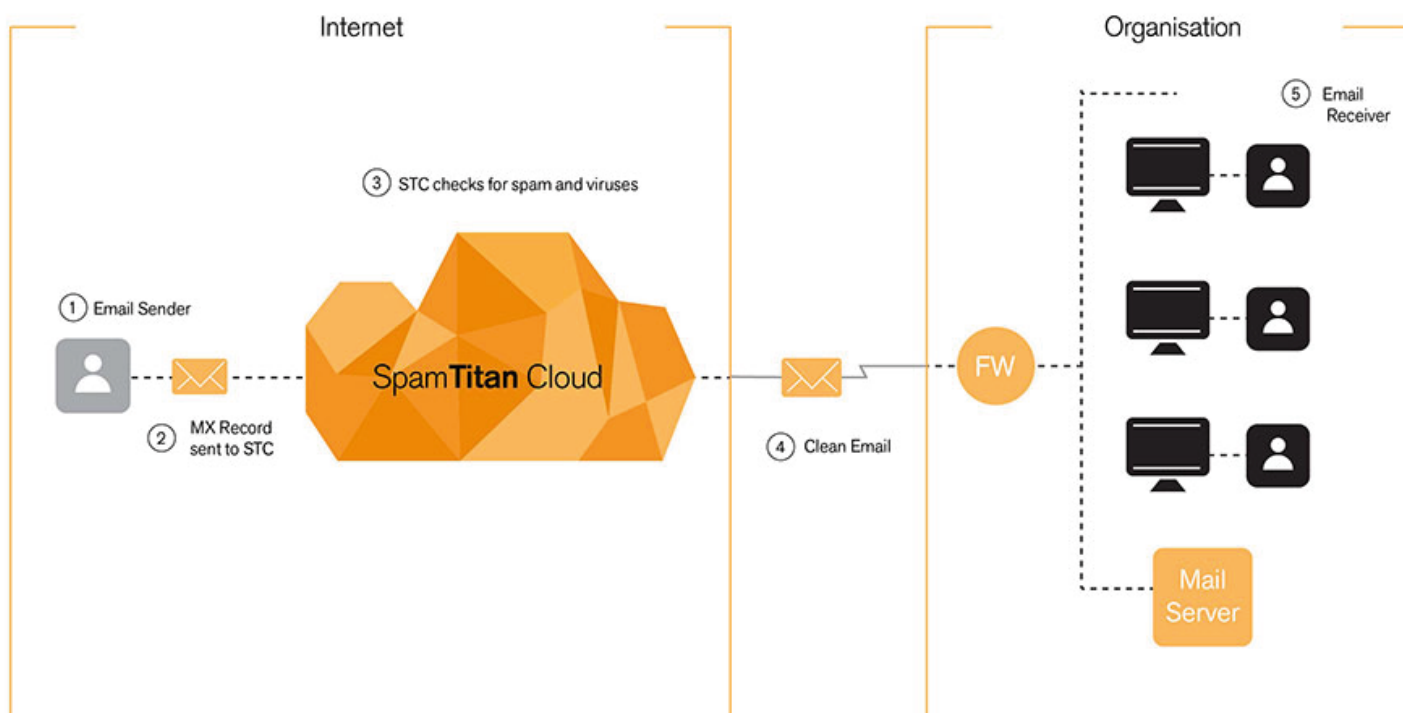 Internet
Organisation
5 Email
Receiver
3 STC checks for spam and viruses
1 Email Sender
SpamTitan Cloud
FW
2 MX Record
sent to STC
4 Clean Email
Mail
Server